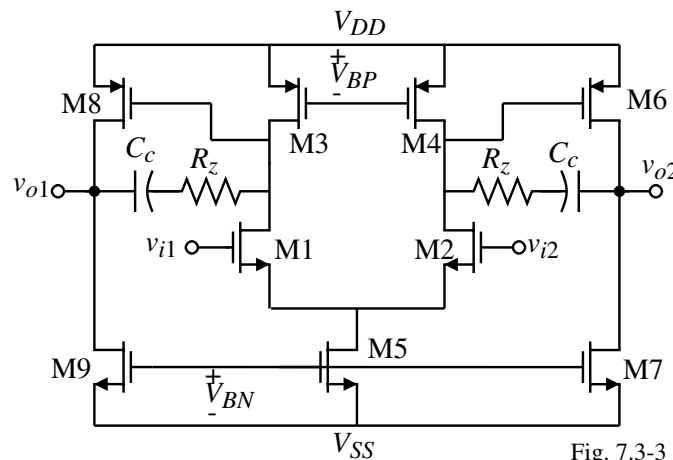 V_DD
+
V_BP
-
M8
M3
M4
M6
C_c
R_z
R_z
C_c
v_o1
v_o2
v_i1
M1
M2
v_i2
M9
M5
M7
+
V_BN
-
V_SS
Fig. 7.3-3